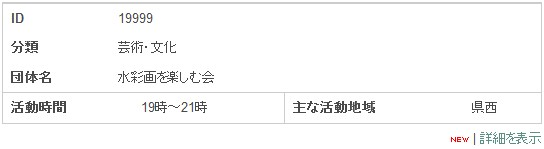 ID 19999
分類 芸術・文化
団体名 水彩画を楽しむ会
活動時間 19時～21時 主な活動地域 県西
NEW | 詳細を表示